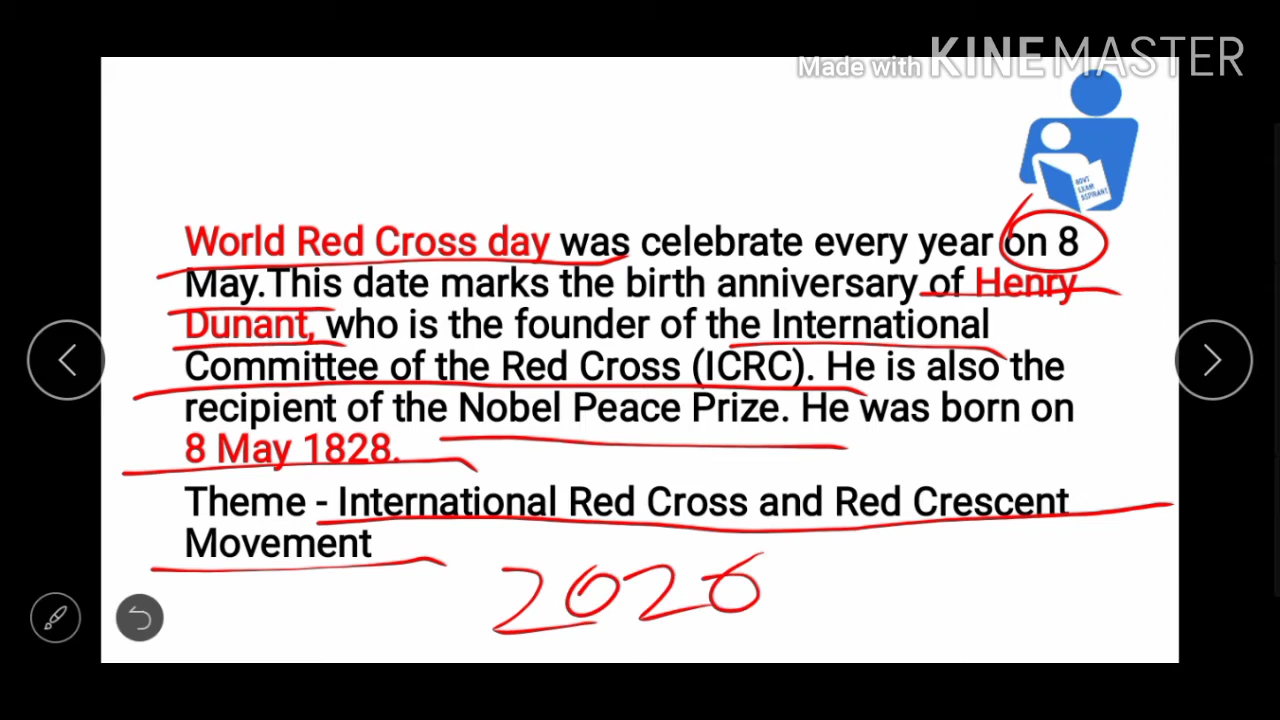 Made with KINEMASTER
GOVT
EXAM
ASPIRANT
World Red Cross day was celebrate every year on 8
May.This date marks the birth anniversary of Henry
Dunant, who is the founder of the International
Committee of the Red Cross (ICRC). He is also the
recipient of the Nobel Peace Prize. He was born on
8 May 1828.
Theme - International Red Cross and Red Crescent
Movement
2020